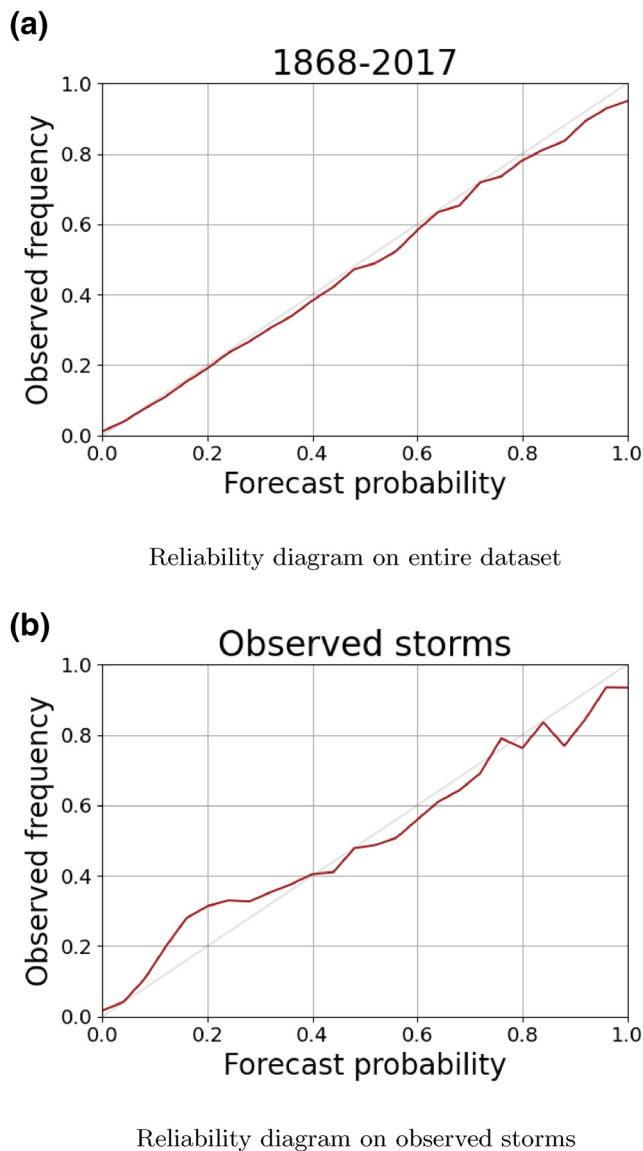 (a)
1868-2017
1.0
0.8
0.6
0.4
0.2
0.0
Observed frequency
0.0 0.2 0.4 0.6 0.8 1.0
Forecast probability
Reliability diagram on entire dataset
(b)
Observed storms
1.0
0.8
0.6
0.4
0.2
0.0
Observed frequency
0.0 0.2 0.4 0.6 0.8 1.0
Forecast probability
Reliability diagram on observed storms